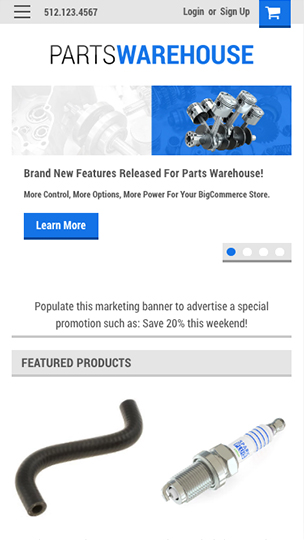 512.123.4567 Login or Sign Up
PARTSWAREHOUSE
Brand New Features Released For Parts Warehouse!
More Control, More Options, More Power For Your BigCommerce Store.
Learn More
Populate this marketing banner to advertise a special
promotion such as: Save 20% this weekend!
FEATURED PRODUCTS